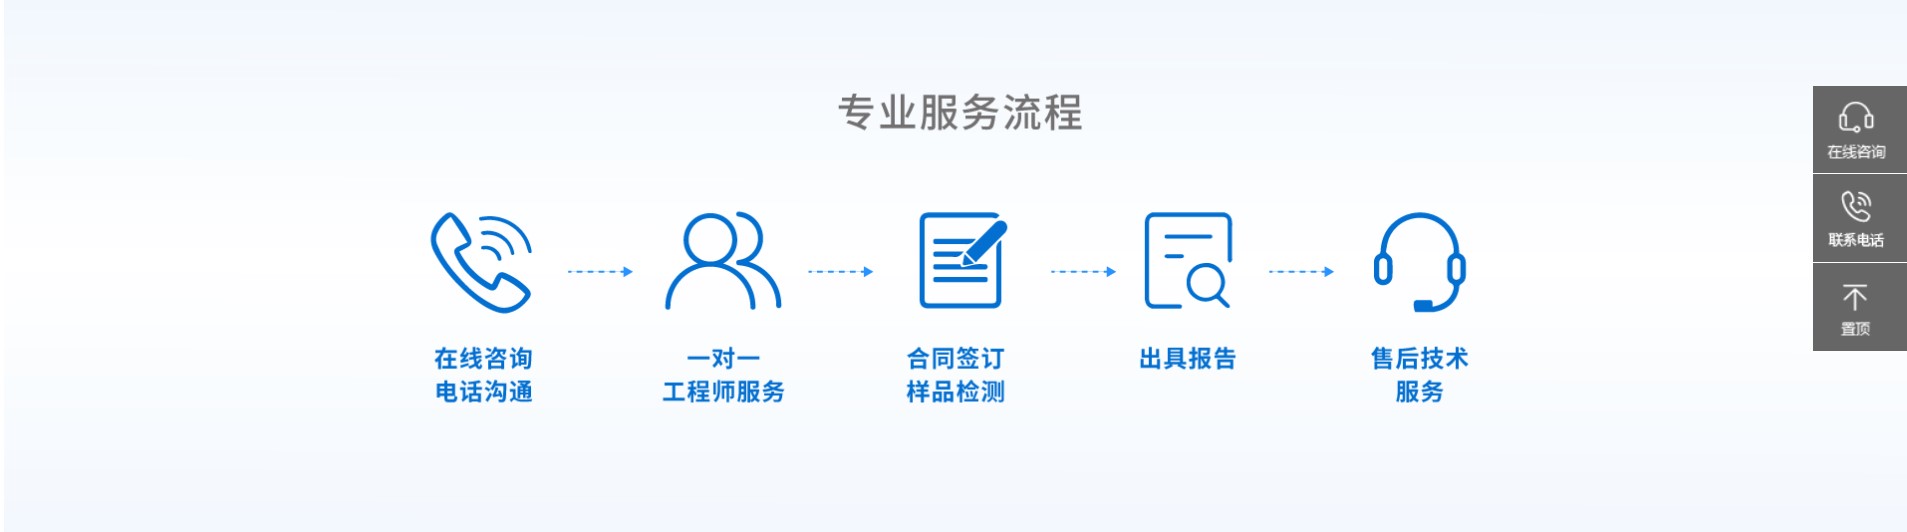 专业服务流程
在线咨询
电话沟通
一对一
工程师服务
合同签订
样品检测
出具报告
售后技术
服务
在线咨询
联系电话
置顶